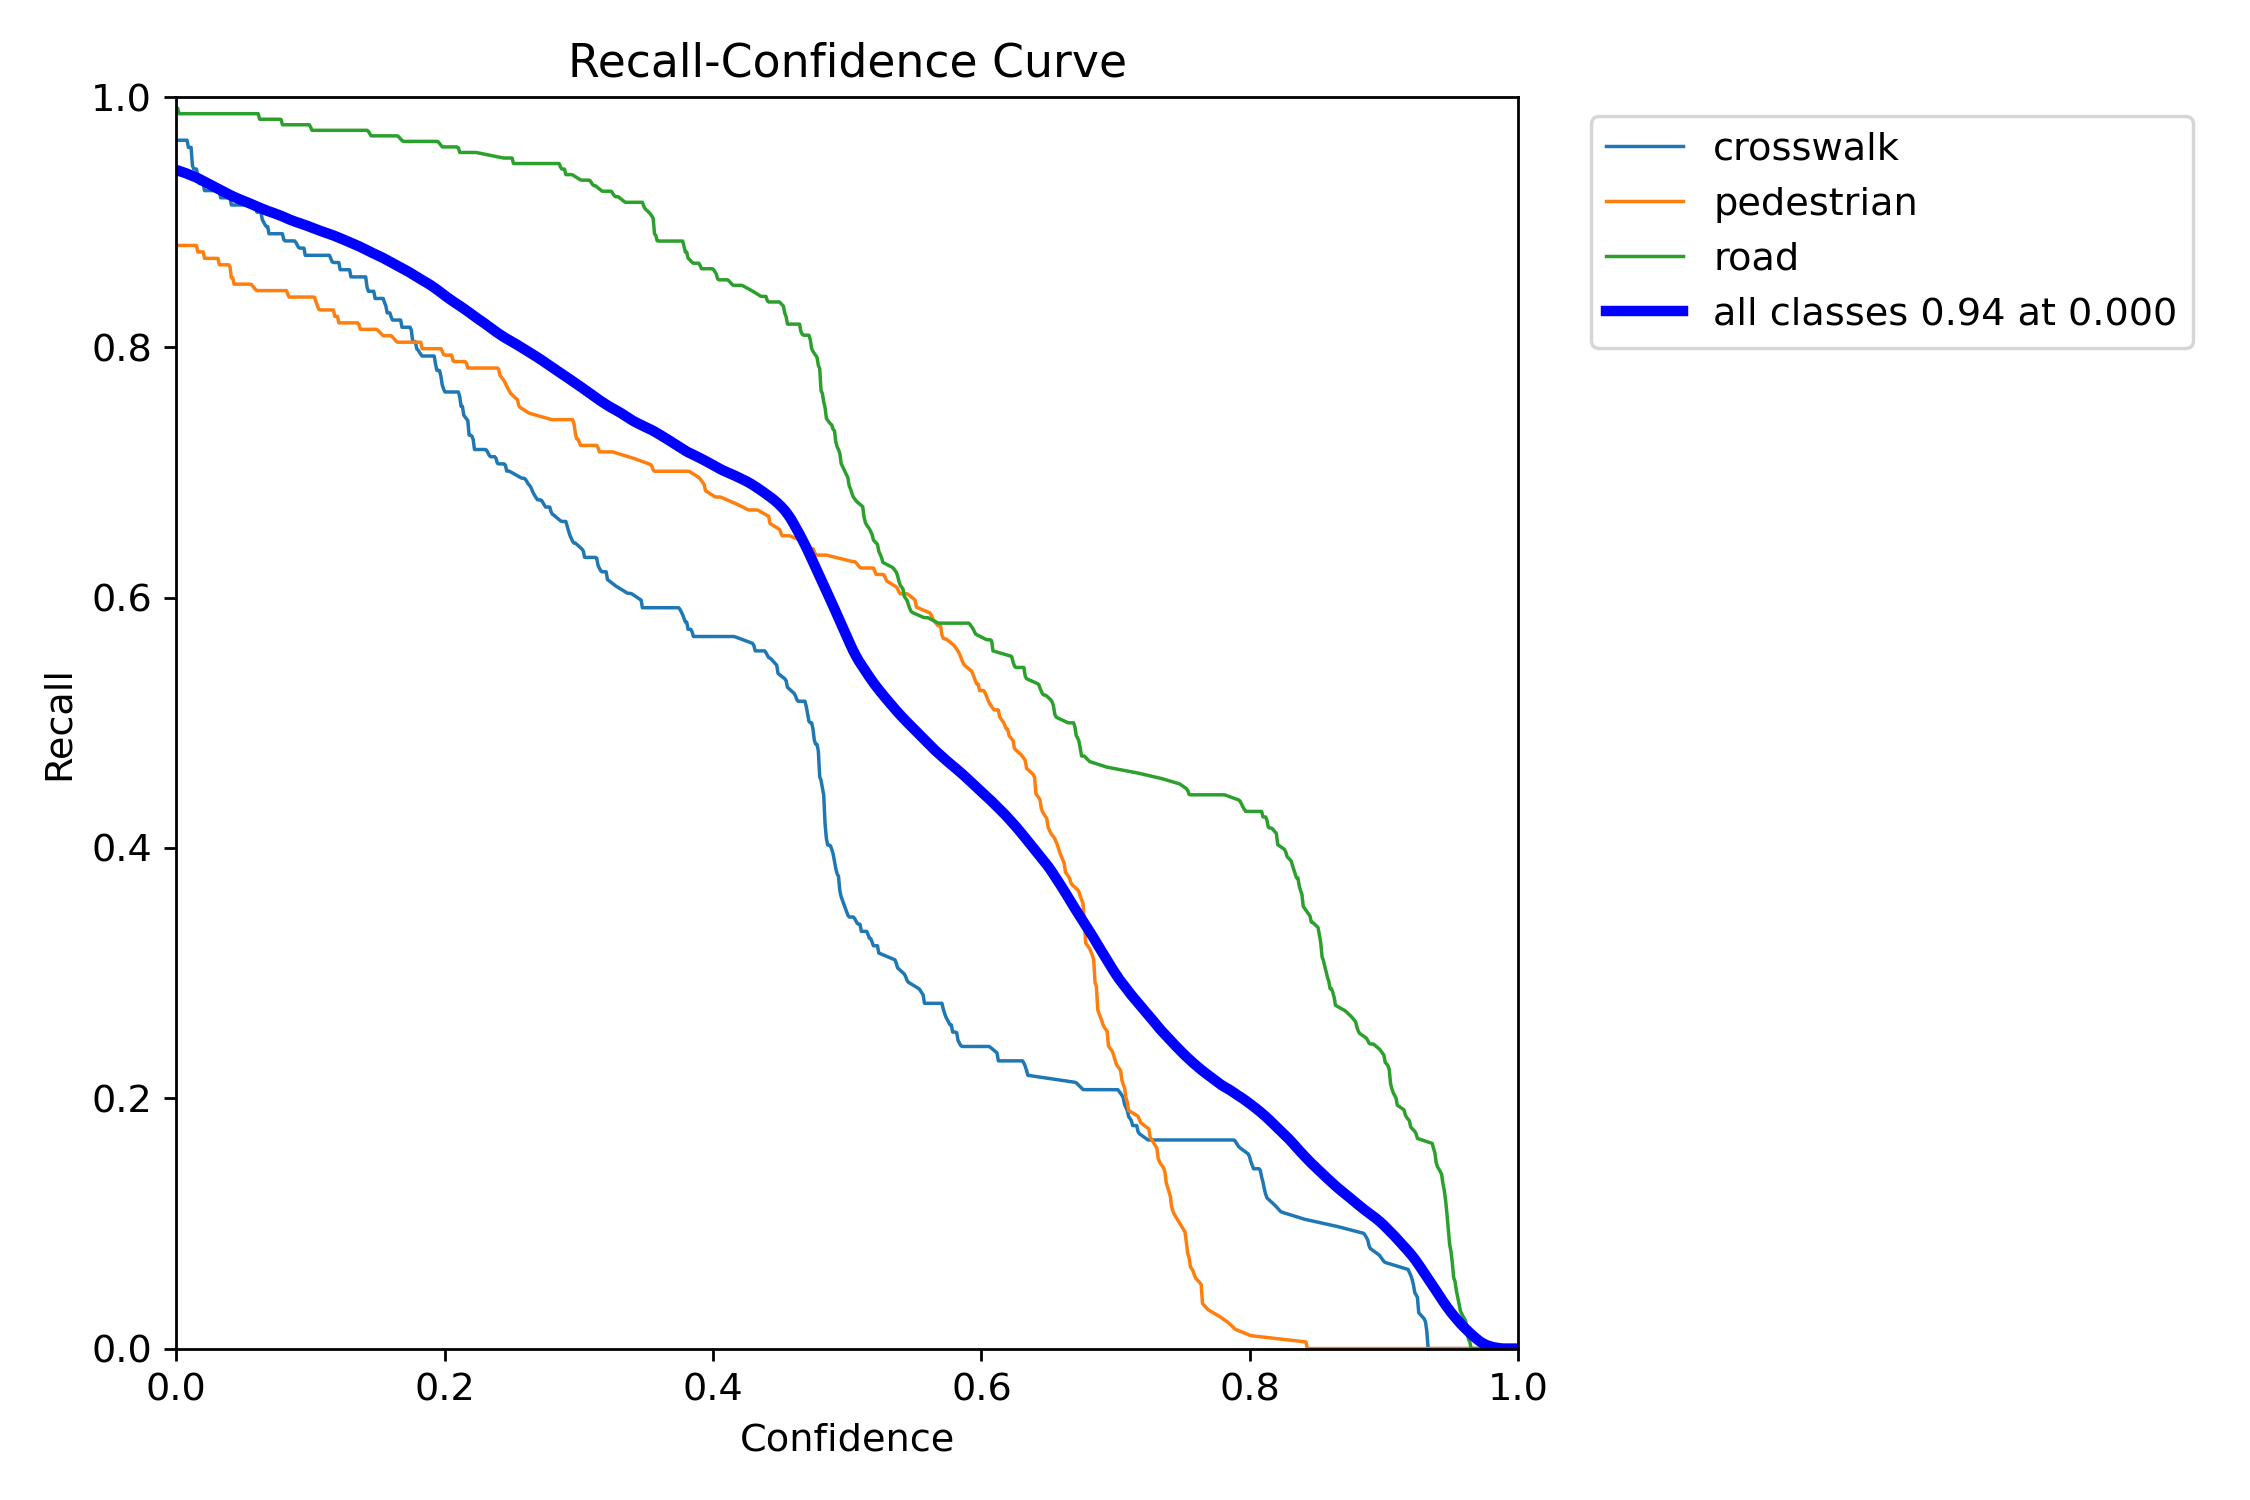 Recall-Confidence Curve
1.0
0.8
0.6
0.4
0.2
0.0
Recall
0.0 0.2 0.4 0.6 0.8 1.0
Confidence
crosswalk
pedestrian
road
all classes 0.94 at 0.000